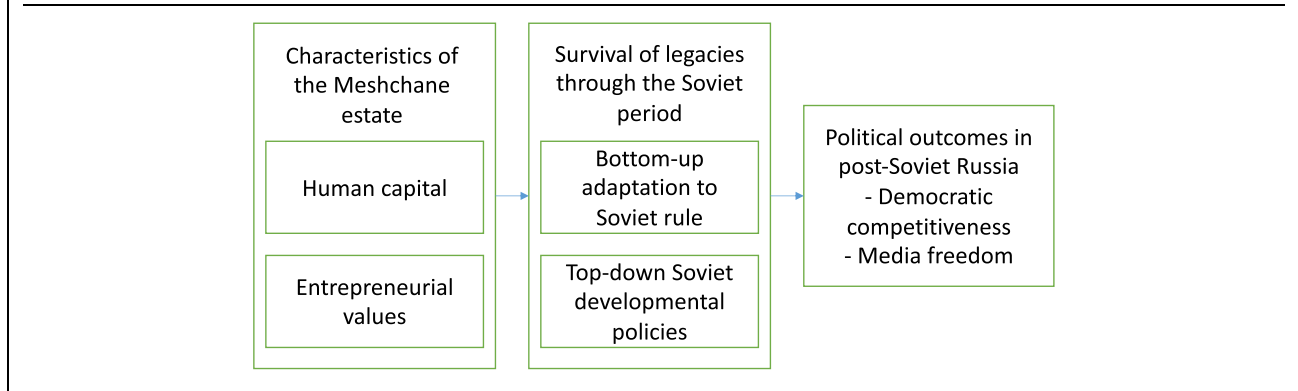 Characteristics of
the Meshchane
estate
Human capital
Entrepreneurial
values
Survival of legacies
through the Soviet
period
Bottom-up
adaptation to
Soviet rule
Top-down Soviet
developmental
policies
Political outcomes in
post-Soviet Russia
- Democratic
competitiveness
- Media freedom